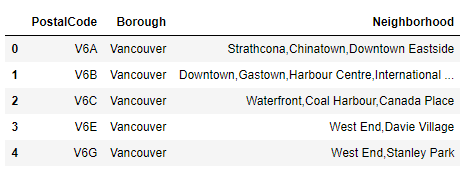 PostalCode Borough Neighborhood
0 V6A Vancouver Strathcona,Chinatown,Downtown Eastside
1 V6B Vancouver Downtown,Gastown,Harbour Centre,International ...
2 V6C Vancouver Waterfront,Coal Harbour,Canada Place
3 V6E Vancouver West End,Davie Village
4 V6G Vancouver West End,Stanley Park